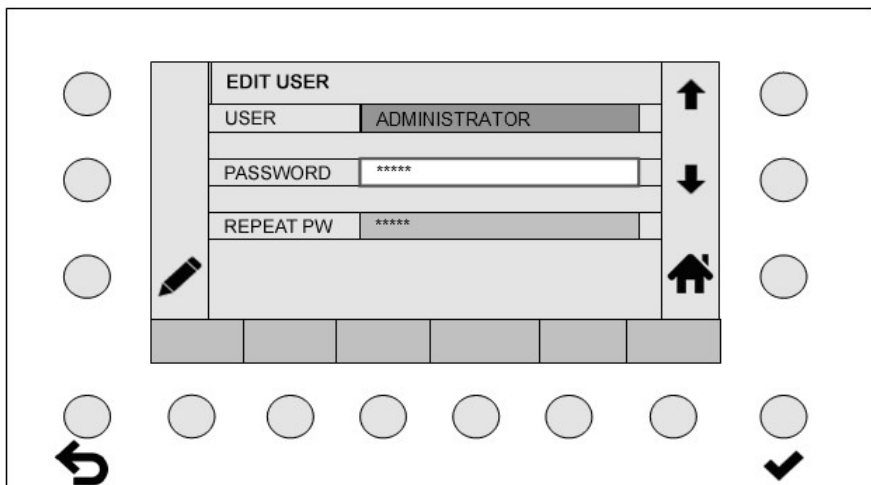 EDIT USER
USER ADMINISTRATOR
PASSWORD *****
REPEAT PW *****